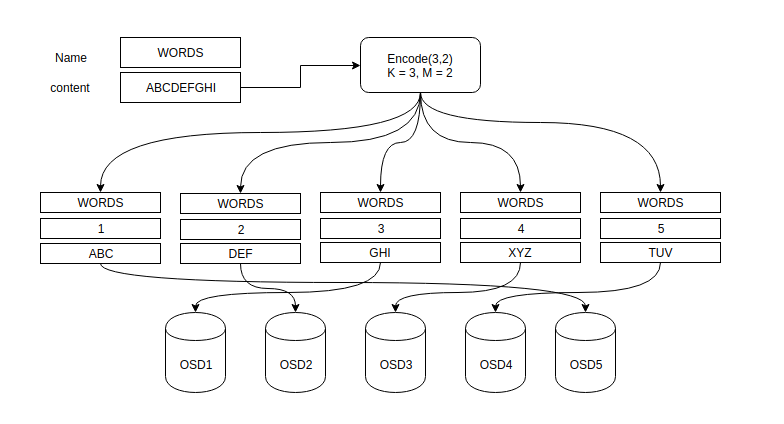 Name
WORDS
content
ABCDEFGHI
Encode(3,2)
K = 3, M = 2
WORDS
WORDS
WORDS
WORDS
WORDS
1
2
3
4
5
ABC
DEF
GHI
XYZ
TUV
OSD1
OSD2
OSD3
OSD4
OSD5